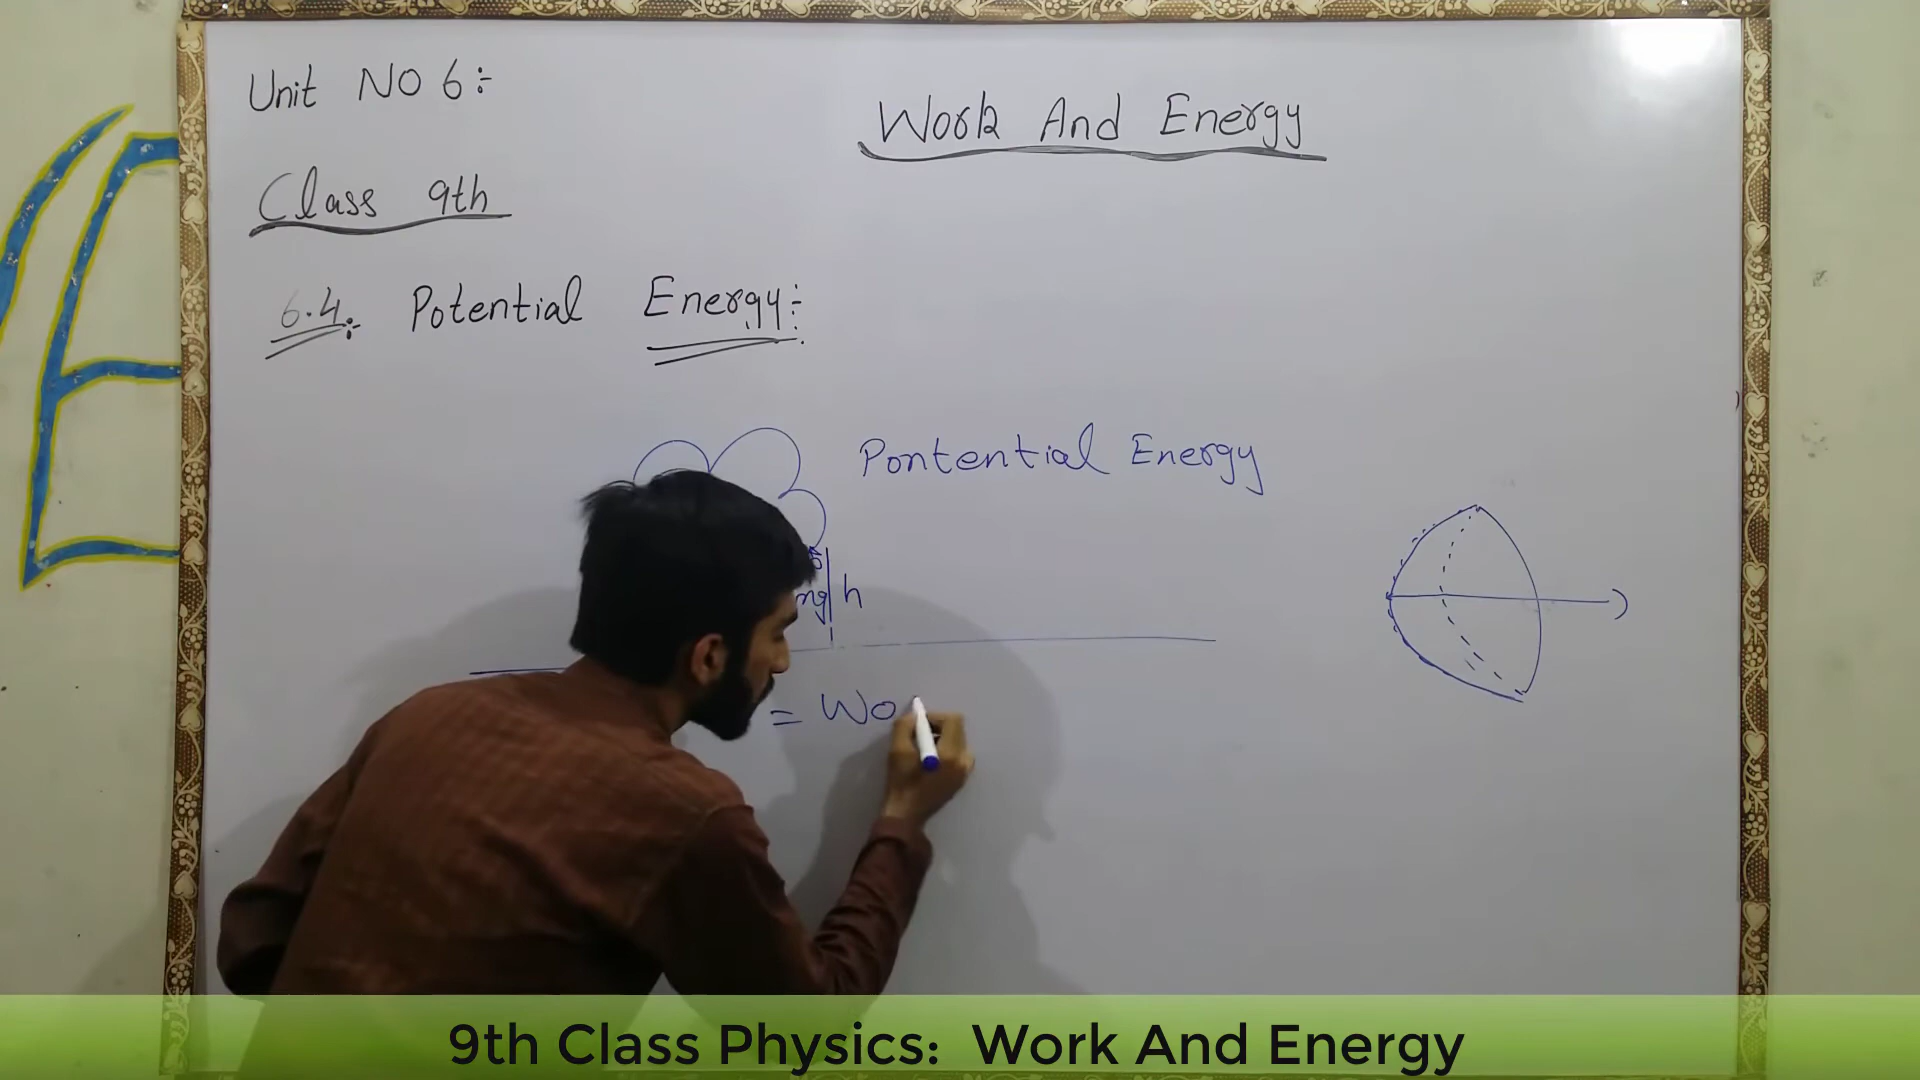 Unit NO 6:-
Work And Energy
Class 9th
6.4:- Potential Energy:-
Pontential Energy
mg h
= Wo
9th Class Physics: Work And Energy